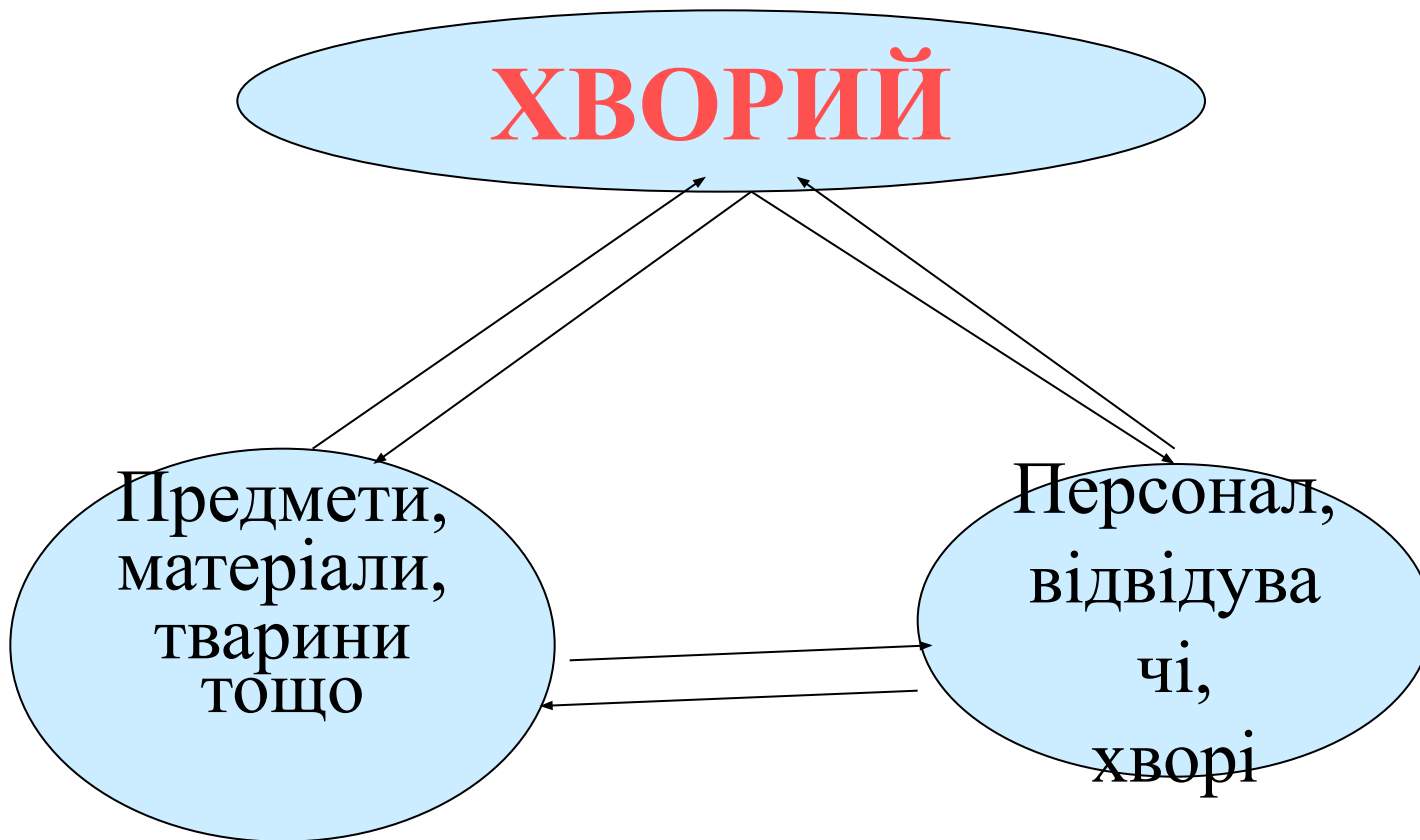 ХВОРИЙ
Предмети,
матеріали,
тварини
тощо
Персонал,
відвідува
чі,
хворі